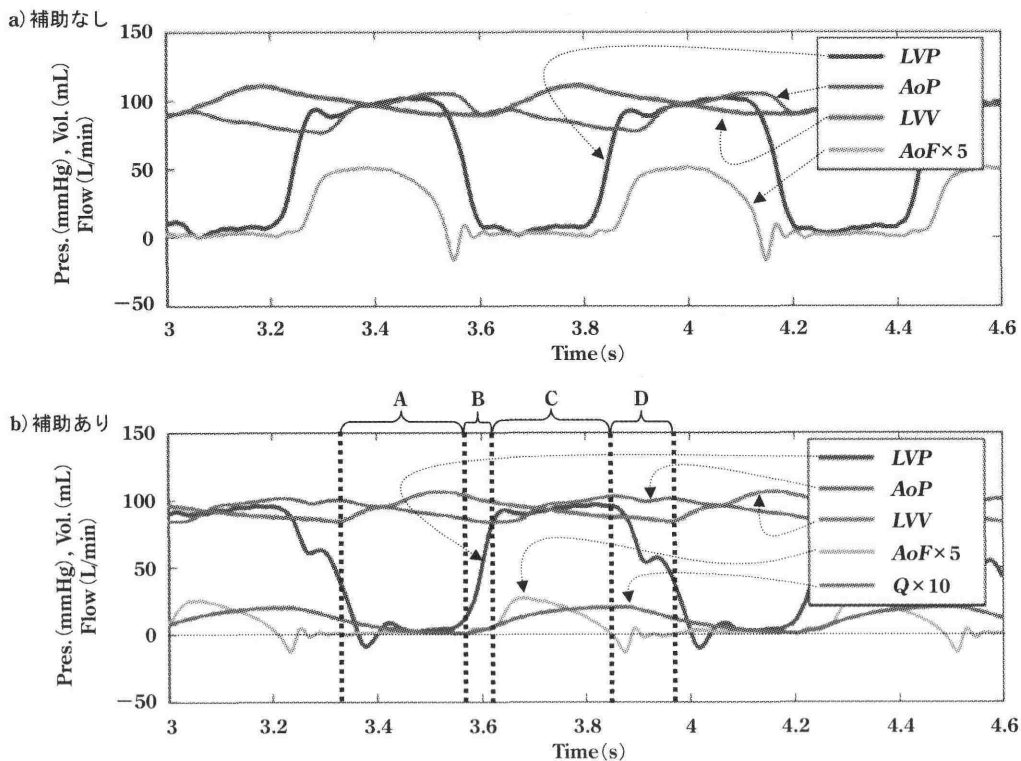 a)補助なし
150
100
50
0
−50
Pres.(mmHg), Vol.(mL)
Flow(L/min)
LVP
AoP
LVV
AoF×5
3 3.2 3.4 3.6 3.8 4 4.2 4.4 4.6
Time(s)
b)補助あり
A B C D
150
100
50
0
−50
Pres.(mmHg), Vol.(mL)
Flow(L/min)
LVP
AoP
LVV
AoF×5
Q×10
3 3.2 3.4 3.6 3.8 4 4.2 4.4 4.6
Time(s)